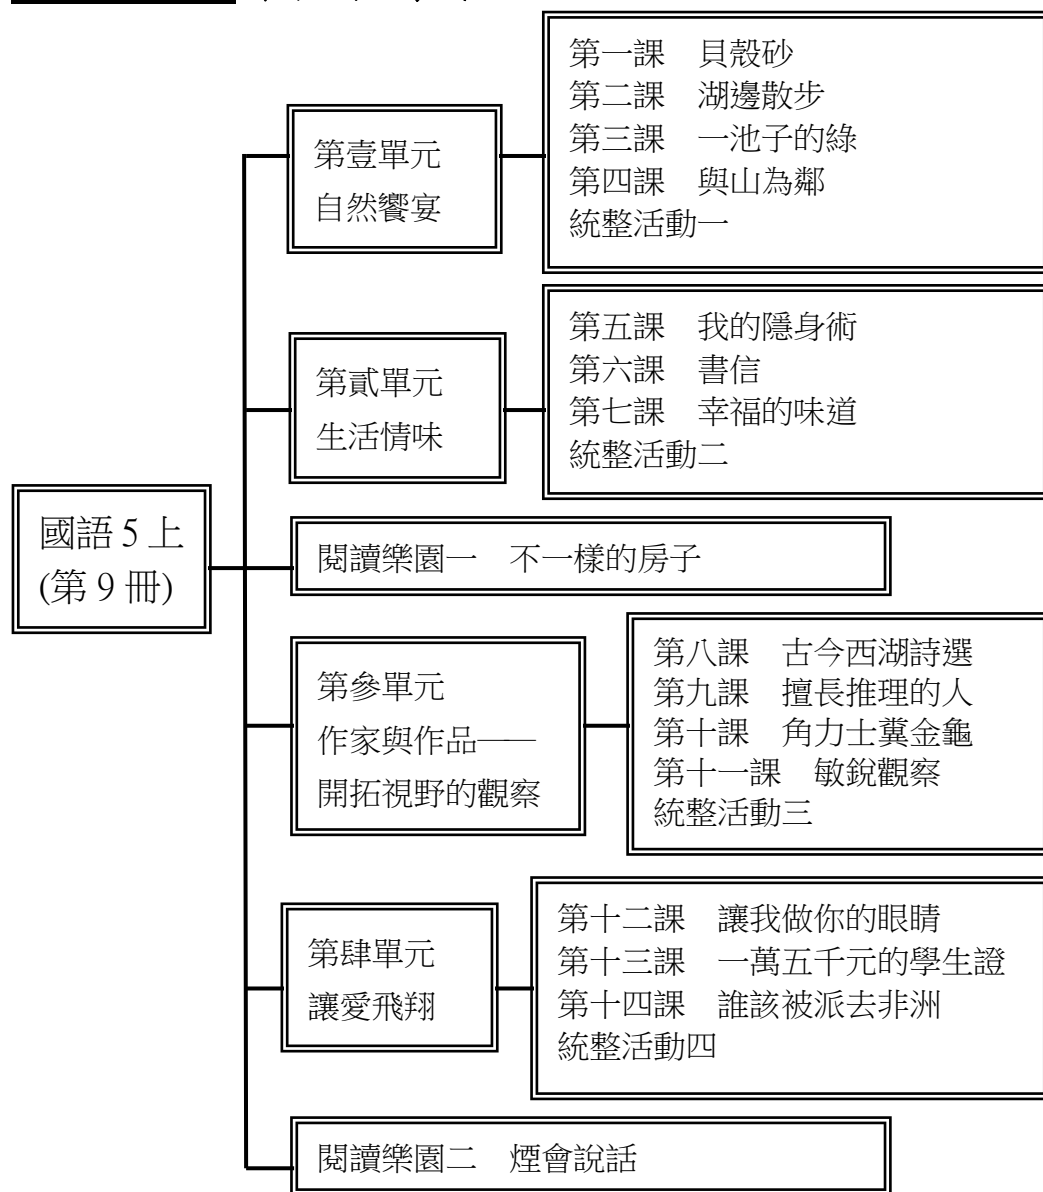 第一課　貝殼砂
第二課　湖邊散步
第三課　一池子的綠
第四課　與山為鄰
統整活動一
第壹單元
自然饗宴
第五課　我的隱身術
第六課　書信
第七課　幸福的味道
統整活動二
第貳單元
生活情味
國語 5 上
(第 9 冊)
閱讀樂園一　不一樣的房子
第參單元
作家與作品——
開拓視野的觀察
第八課　古今西湖詩選
第九課　擅長推理的人
第十課　角力士糞金龜
第十一課　敏銳觀察
統整活動三
第肆單元
讓愛飛翔
第十二課　讓我做你的眼睛
第十三課　一萬五千元的學生證
第十四課　誰該被派去非洲
統整活動四
閱讀樂園二　煙會說話